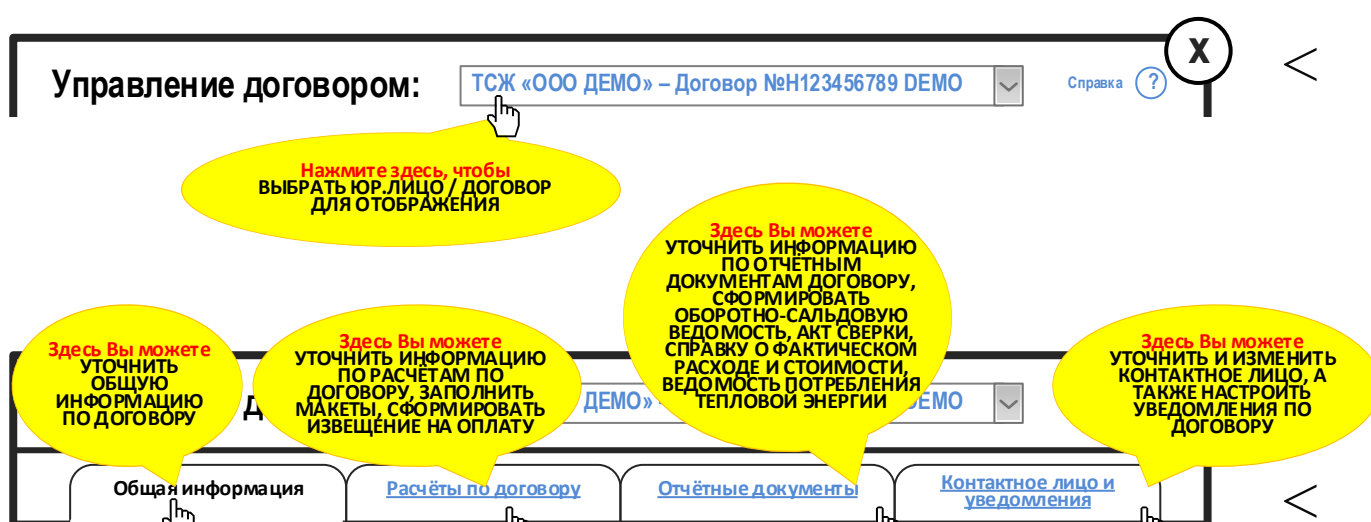 X
Управление договором:
ТСЖ «ООО ДЕМО» – Договор №Н123456789 DEMO
Справка ?
<
Нажмите здесь, чтобы
ВЫБРАТЬ ЮР.ЛИЦО / ДОГОВОР
ДЛЯ ОТОБРАЖЕНИЯ
Здесь Вы можете
УТОЧНИТЬ
ОБЩУЮ
ИНФОРМАЦИЮ
ПО ДОГОВОРУ
Здесь Вы можете
УТОЧНИТЬ ИНФОРМАЦИЮ
ПО РАСЧЁТАМ ПО
ДОГОВОРУ, ЗАПОЛНИТЬ
МАКЕТЫ, СФОРМИРОВАТЬ
ИЗВЕЩЕНИЕ НА ОПЛАТУ
Здесь Вы можете
УТОЧНИТЬ ИНФОРМАЦИЮ
ПО ОТЧЁТНЫМ
ДОКУМЕНТАМ ДОГОВОРУ,
СФОРМИРОВАТЬ
ОБОРОТНО-САЛЬДОВУЮ
ВЕДОМОСТЬ, АКТ СВЕРКИ,
СПРАВКУ О ФАКТИЧЕСКОМ
РАСХОДЕ И СТОИМОСТИ,
ВЕДОМОСТЬ ПОТРЕБЛЕНИЯ
ТЕПЛОВОЙ ЭНЕРГИИ
Здесь Вы можете
УТОЧНИТЬ И ИЗМЕНИТЬ
КОНТАКТНОЕ ЛИЦО, А
ТАКЖЕ НАСТРОИТЬ
УВЕДОМЛЕНИЯ ПО
ДОГОВОРУ
ДЕМО»
Общая информация
Расчёты по договору
Отчётные документы
Контактное лицо и
уведомления
<